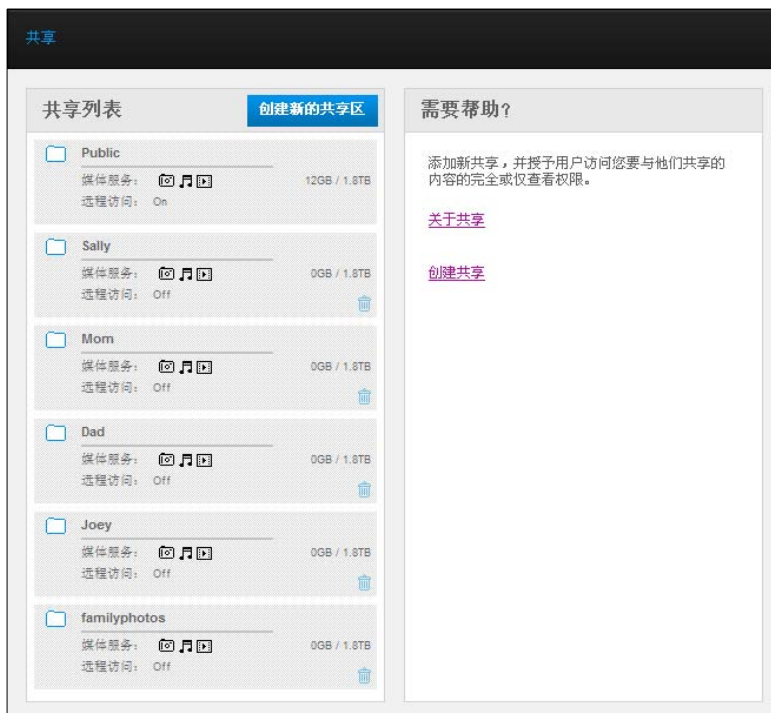 共享
共享列表
创建新的共享区
Public
媒体服务：
12GB / 1.8TB
远程访问： On
Sally
媒体服务：
0GB / 1.8TB
远程访问： Off
Mom
媒体服务：
0GB / 1.8TB
远程访问： Off
Dad
媒体服务：
0GB / 1.8TB
远程访问： Off
Joey
媒体服务：
0GB / 1.8TB
远程访问： Off
familyphotos
媒体服务：
0GB / 1.8TB
远程访问： Off
需要帮助?
添加新共享，并授予用户访问您要与他们共享的
内容的完全或仅查看权限。
关于共享
创建共享